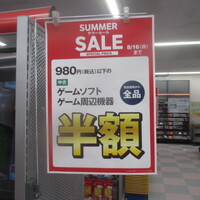 SUMMER
サマーセール
SALE
SPECIAL PRICE
8/16(日)
まで
980円(税込)以下の
中古
ゲームソフト
ゲーム周辺機器
全品
半額